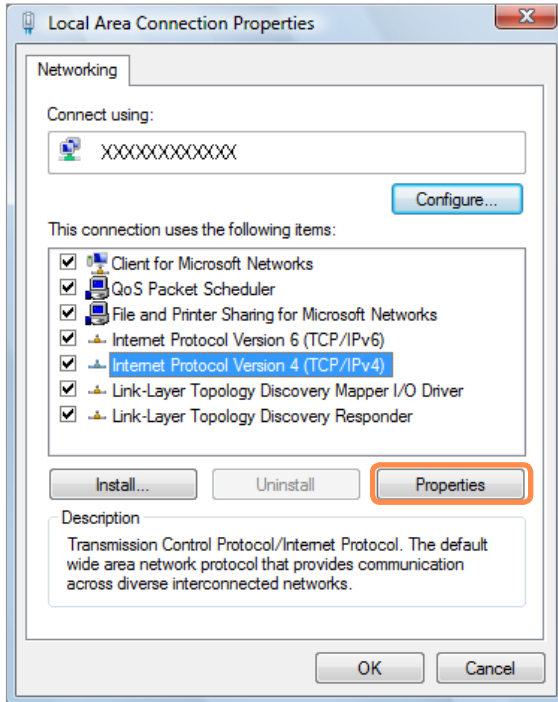 Local Area Connection Properties
Networking
Connect using:
XXXXXXXXXXXX
Configure...
This connection uses the following items:
Client for Microsoft Networks
QoS Packet Scheduler
File and Printer Sharing for Microsoft Networks
Internet Protocol Version 6 (TCP/IPv6)
Internet Protocol Version 4 (TCP/IPv4)
Link-Layer Topology Discovery Mapper I/O Driver
Link-Layer Topology Discovery Responder
Install... Uninstall Properties
Description
Transmission Control Protocol/Internet Protocol. The default
wide area network protocol that provides communication
across diverse interconnected networks.
OK Cancel